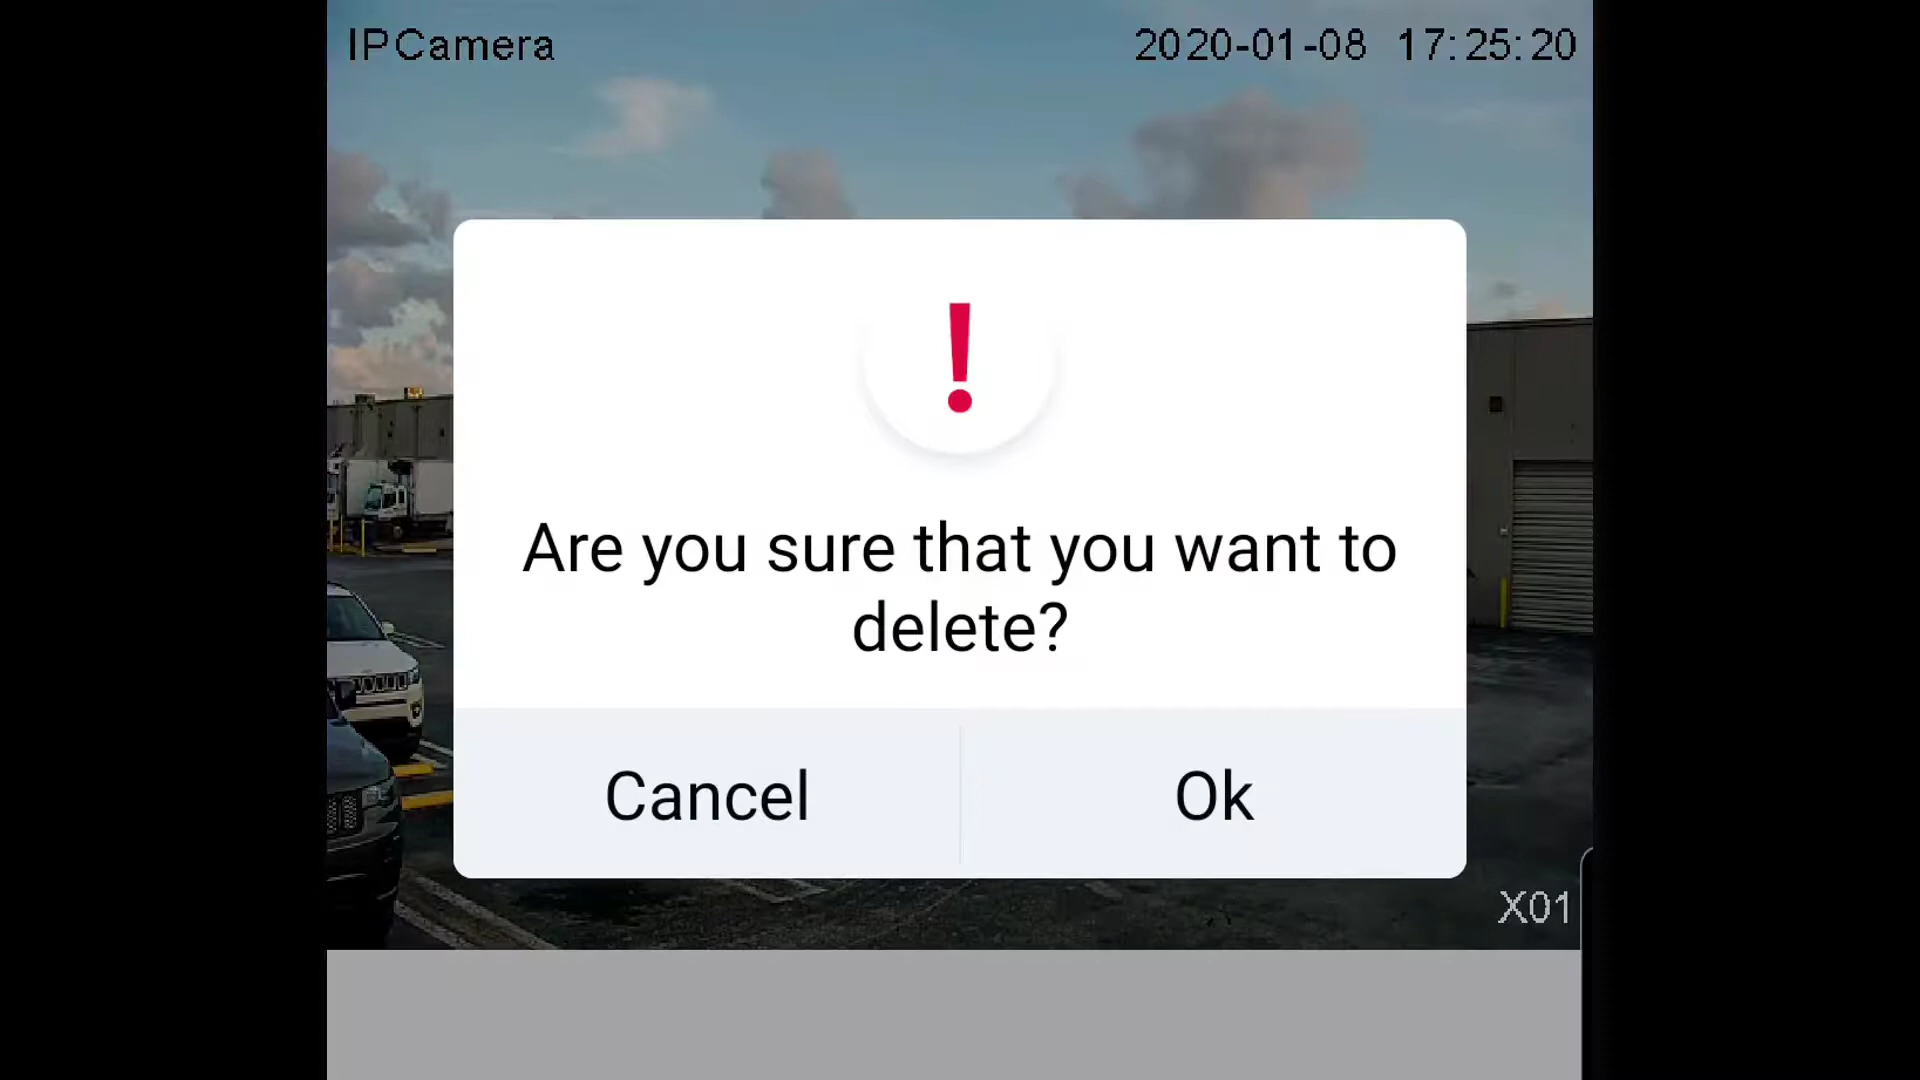 IPCamera 2020-01-08 17:25:20
!
Are you sure that you want to
delete?
Cancel Ok
X01